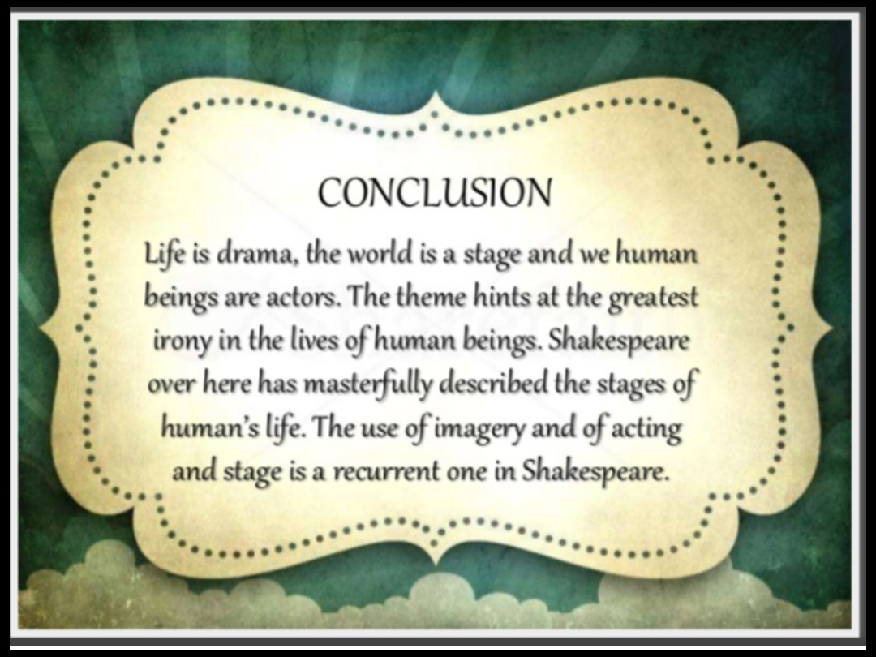 CONCLUSION
Life is drama, the world is a stage and we human
beings are actors. The theme hints at the greatest
irony in the lives of human beings. Shakespeare
over here has masterfully described the stages of
human's life. The use of imagery and of acting
and stage is a recurrent one in Shakespeare.